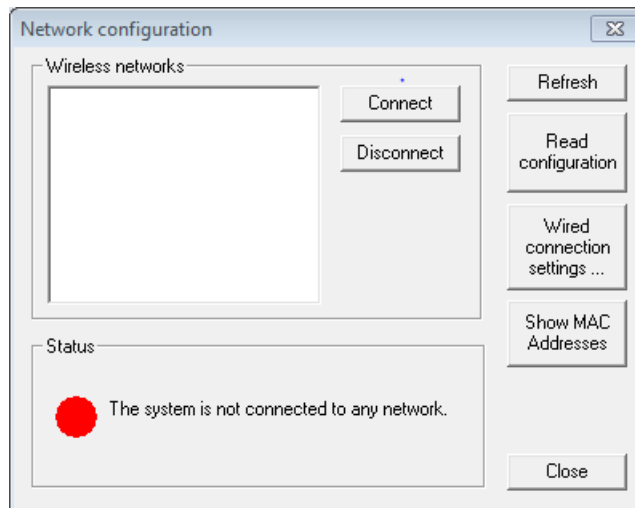 Network configuration
Wireless networks
Connect
Disconnect
Refresh
Read
configuration
Wired
connection
settings ...
Show MAC
Addresses
Status
The system is not connected to any network.
Close